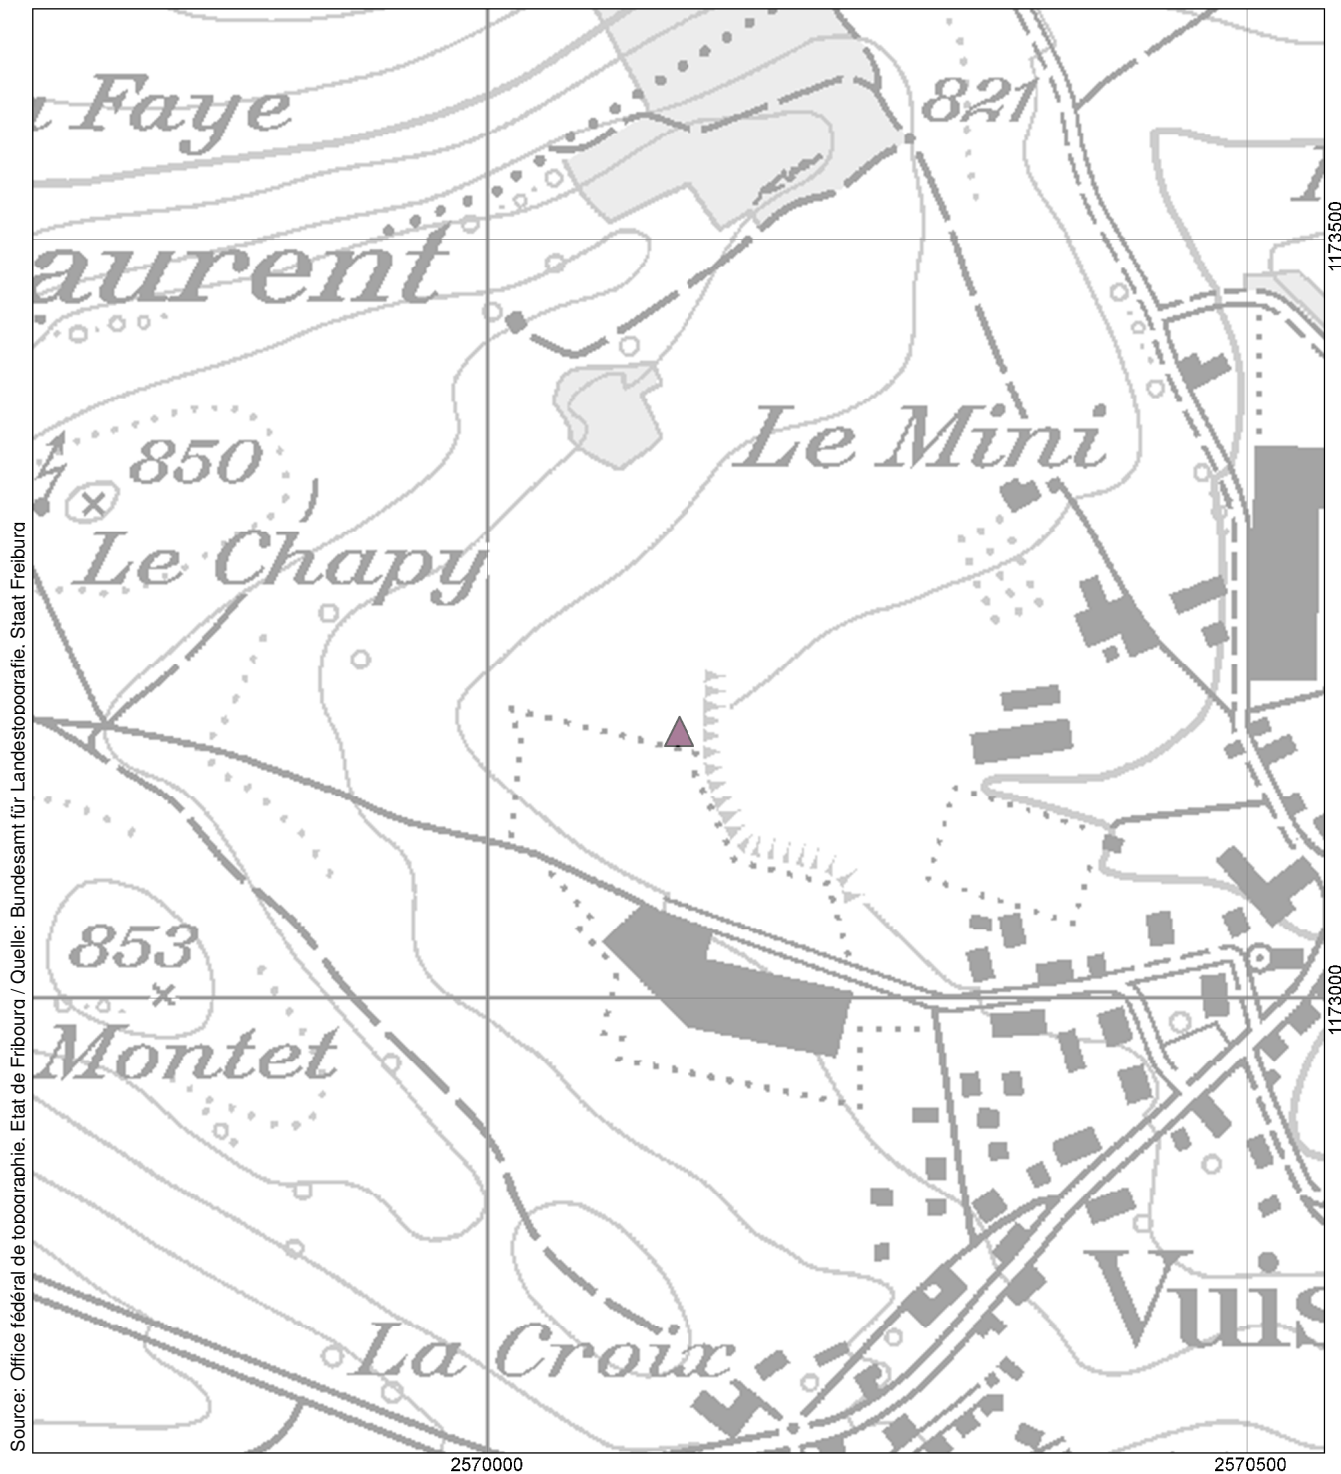 Faye
821
1173500
aurent
Le Mini
850
Le Chapy
853
1173000
Montet
Vuis
La Croix
2570000
2570500
Source: Office fédéral de topographie, Etat de Fribourg / Quelle: Bundesamt für Landestopografie, Staat Freiburg